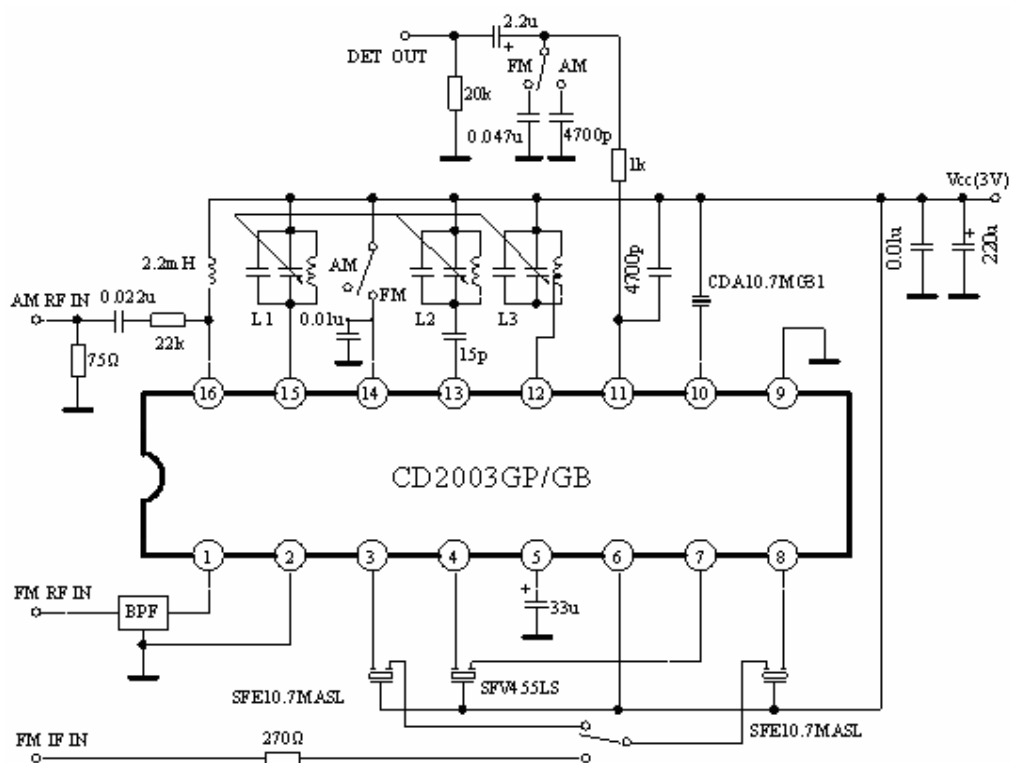 2.2u
+
DET OUT
FM
AM
20k
0.047u
4700p
1k
Vcc(3V)
2.2m H
AM
FM
4700p
CDA10.7MGB1
0.01u
+
220u
AM RF IN
0.022u
22k
L1
0.01u
L2
L3
15p
75Ω
16
15
14
13
12
11
10
9
CD2003GP/GB
1
2
3
4
5
6
7
8
FM RF IN
BPF
+
33u
SFE10.7MASL
SFV455LS
SFE10.7MASL
FM IF IN
270Ω